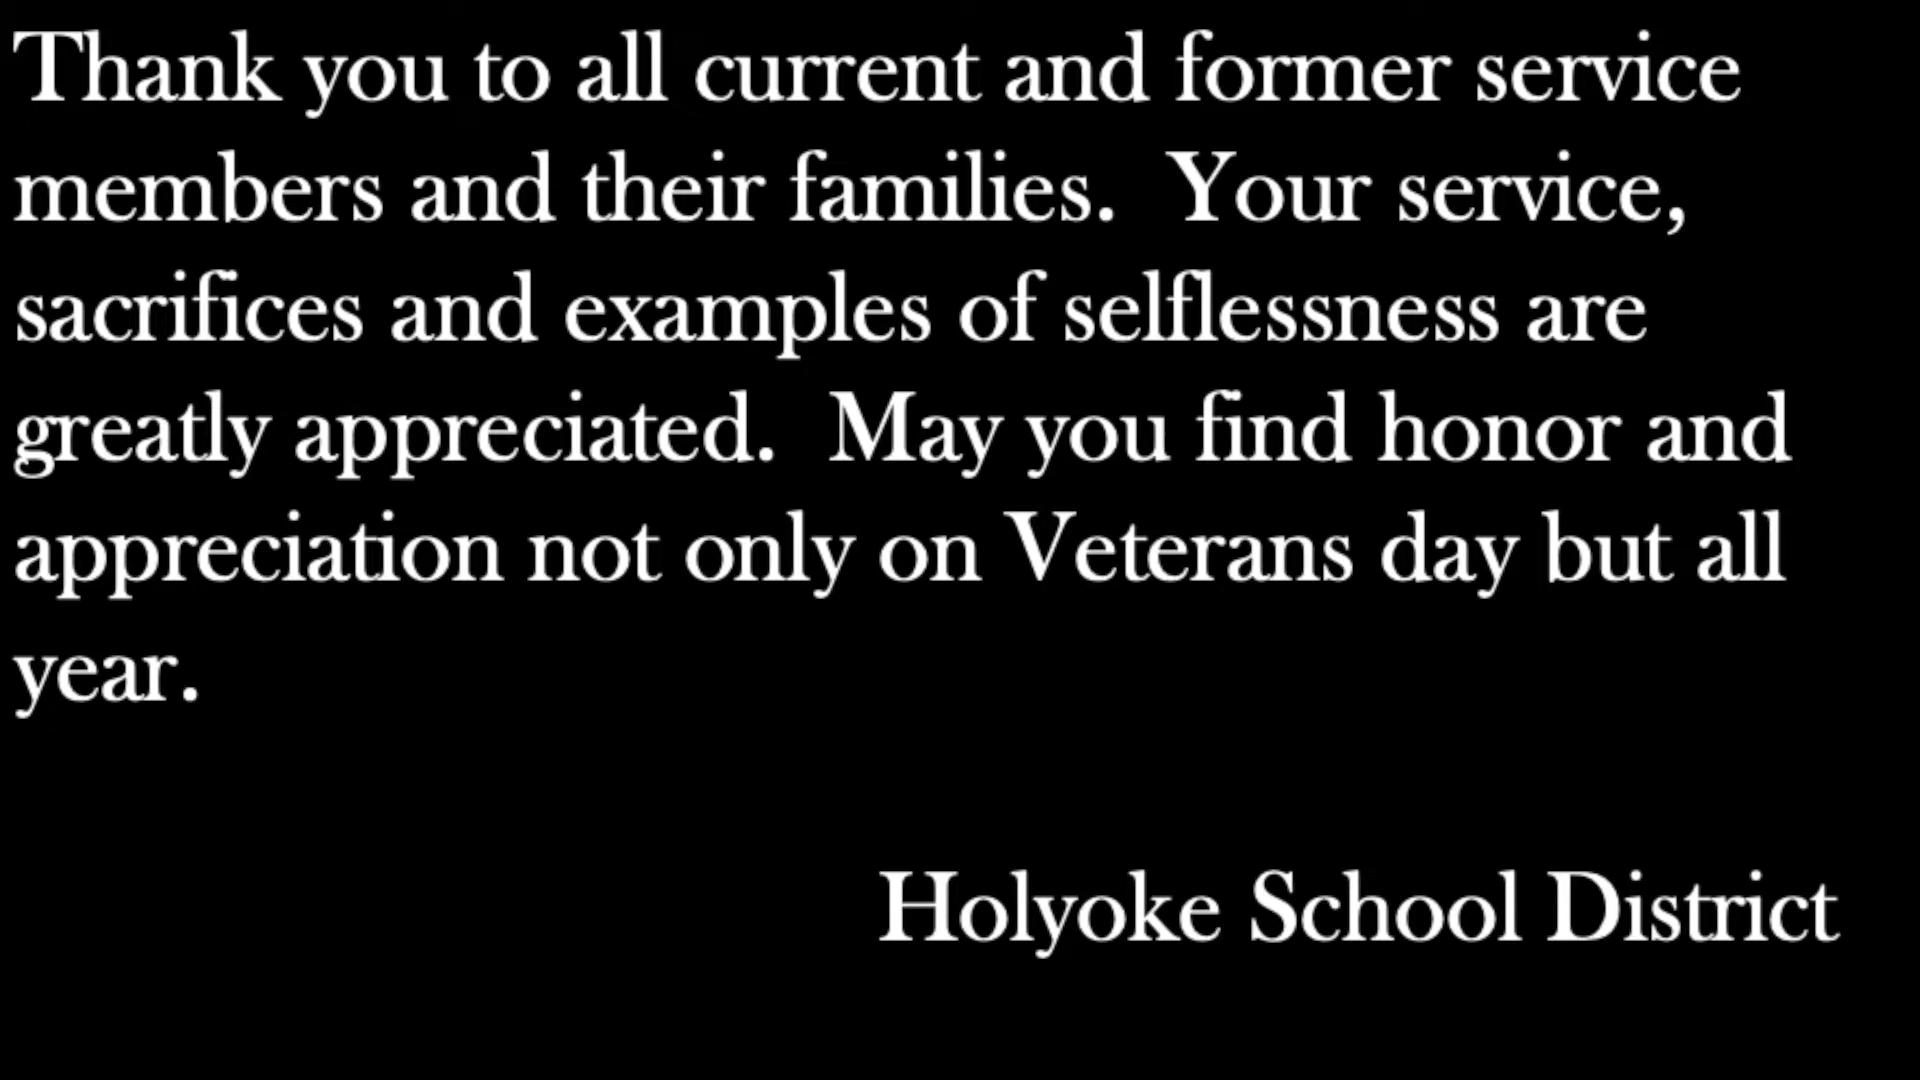 Thank you to all current and former service
members and their families.  Your service,
sacrifices and examples of selflessness are
greatly appreciated.  May you find honor and
appreciation not only on Veterans day but all
year.
Holyoke School District